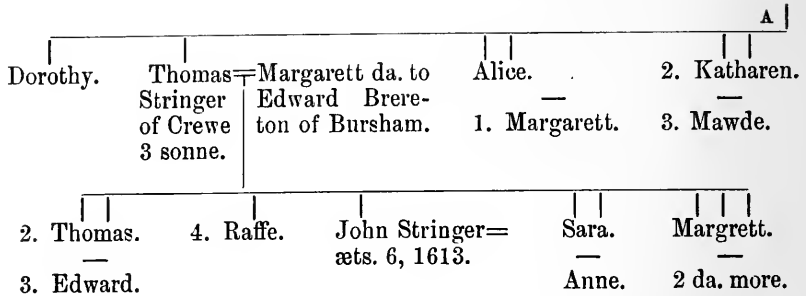 A
Dorothy. Thomas=Margarett da. to Alice. 2. Katharen.
Stringer Edward Brere-
of Crewe ton of Bursham. 1. Margarett. 3. Mawde.
3 sonne.
2. Thomas. 4. Raffe. John Stringer= Sara. Margrett.
æts. 6, 1613.
3. Edward. Anne. 2 da. more.